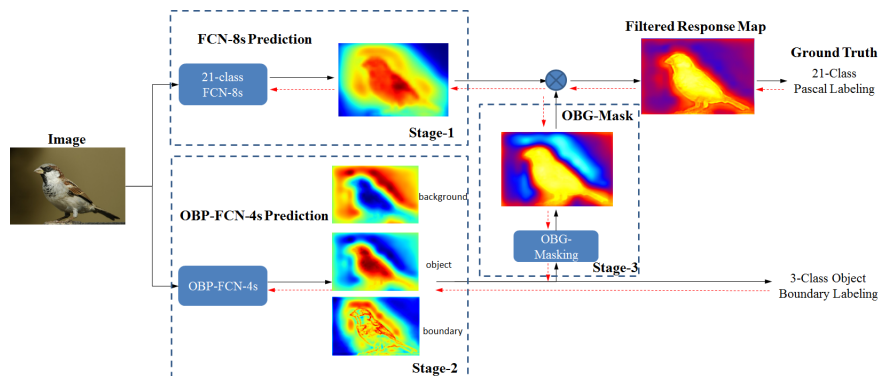 FCN-8s Prediction
21-class
FCN-8s
Stage-1
Filtered Response Map
Ground Truth
21-Class
Pascal Labeling
Image
OBP-FCN-4s Prediction
background
object
boundary
OBP-FCN-4s
Stage-2
OBG-Mask
OBG-
Masking
Stage-3
3-Class Object
Boundary Labeling